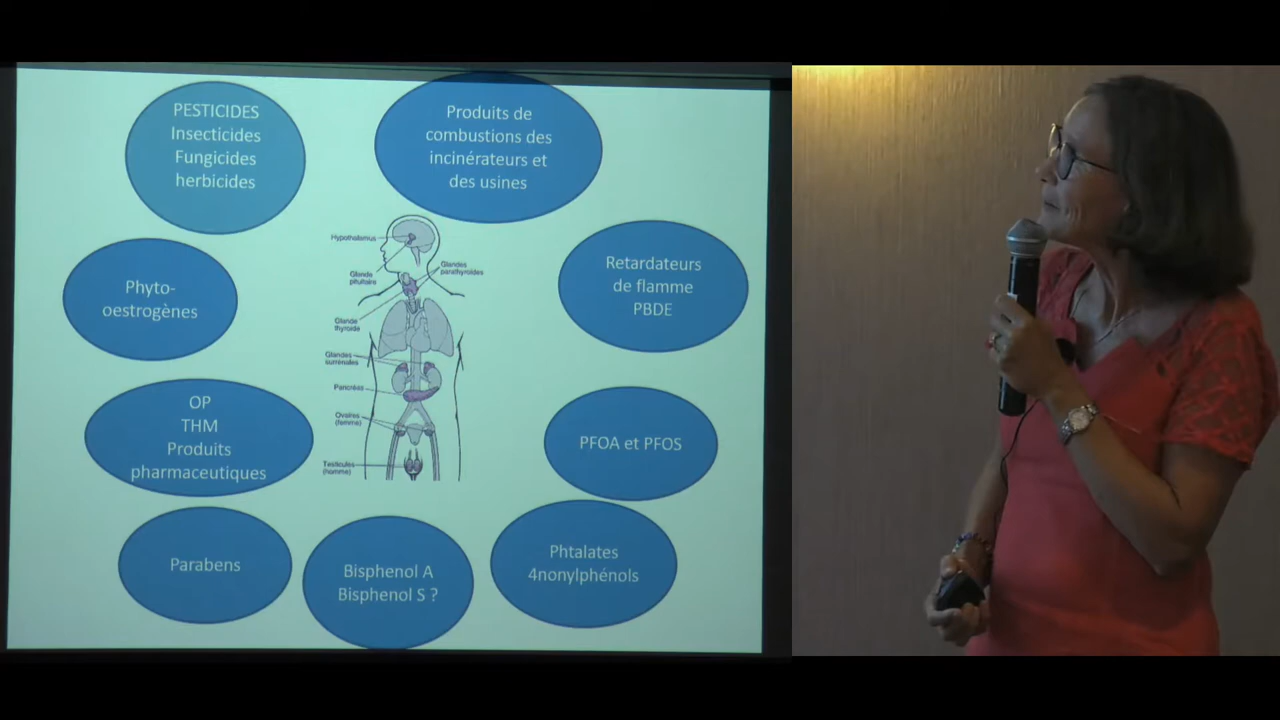 PESTICIDES
Insecticides
Fungicides
herbicides
Produits de
combustions des
incinérateurs et
des usines
Phyto-
oestrogènes
Hypothalamus
Glande
pituitaire
Glandes
parathyroïdes
Glande
thyroïde
Glandes
surrénales
Pancréas
Ovaires
(femme)
Testicules
(homme)
Retardateurs
de flamme
PBDE
OP
THM
Produits
pharmaceutiques
PFOA et PFOS
Parabens
Bisphenol A
Bisphenol S ?
Phtalates
4nonylphénols